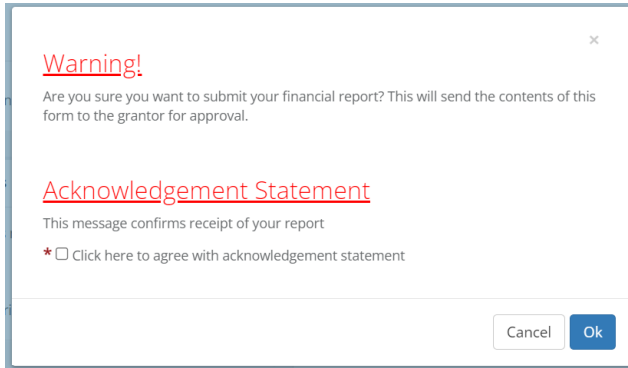 ×
Warning!
Are you sure you want to submit your financial report? This will send the contents of this
form to the grantor for approval.
Acknowledgement Statement
This message confirms receipt of your report
* Click here to agree with acknowledgement statement
Cancel Ok